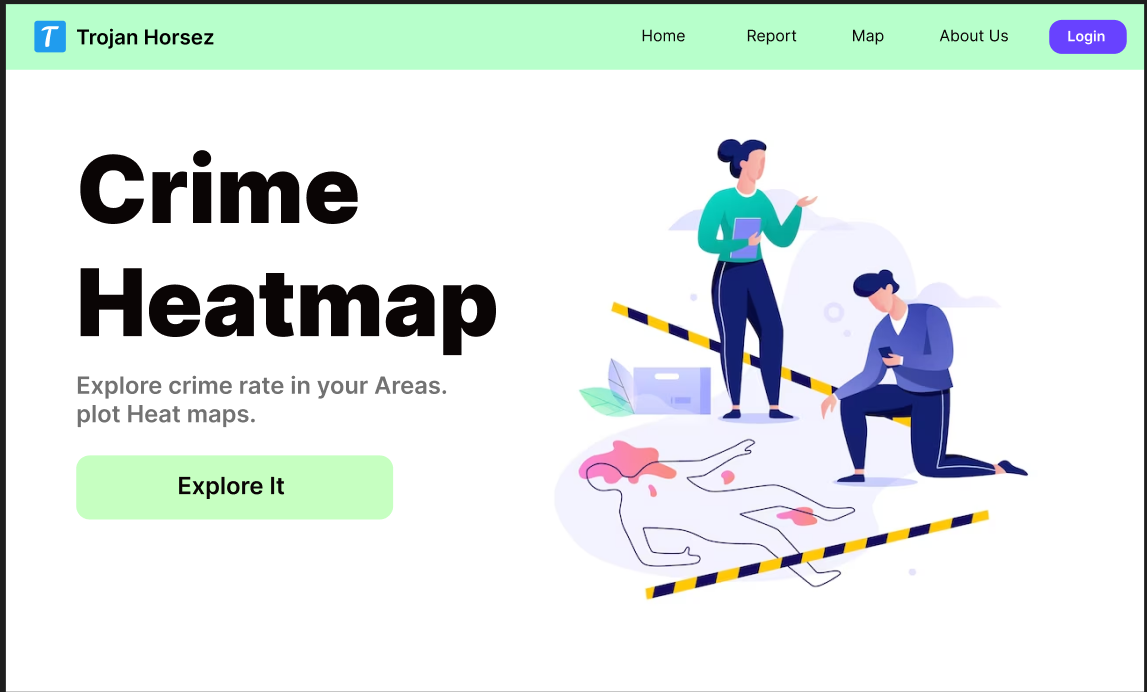 T Trojan Horsez Home Report Map About Us Login
Crime
Heatmap
Explore crime rate in your Areas.
plot Heat maps.
Explore It